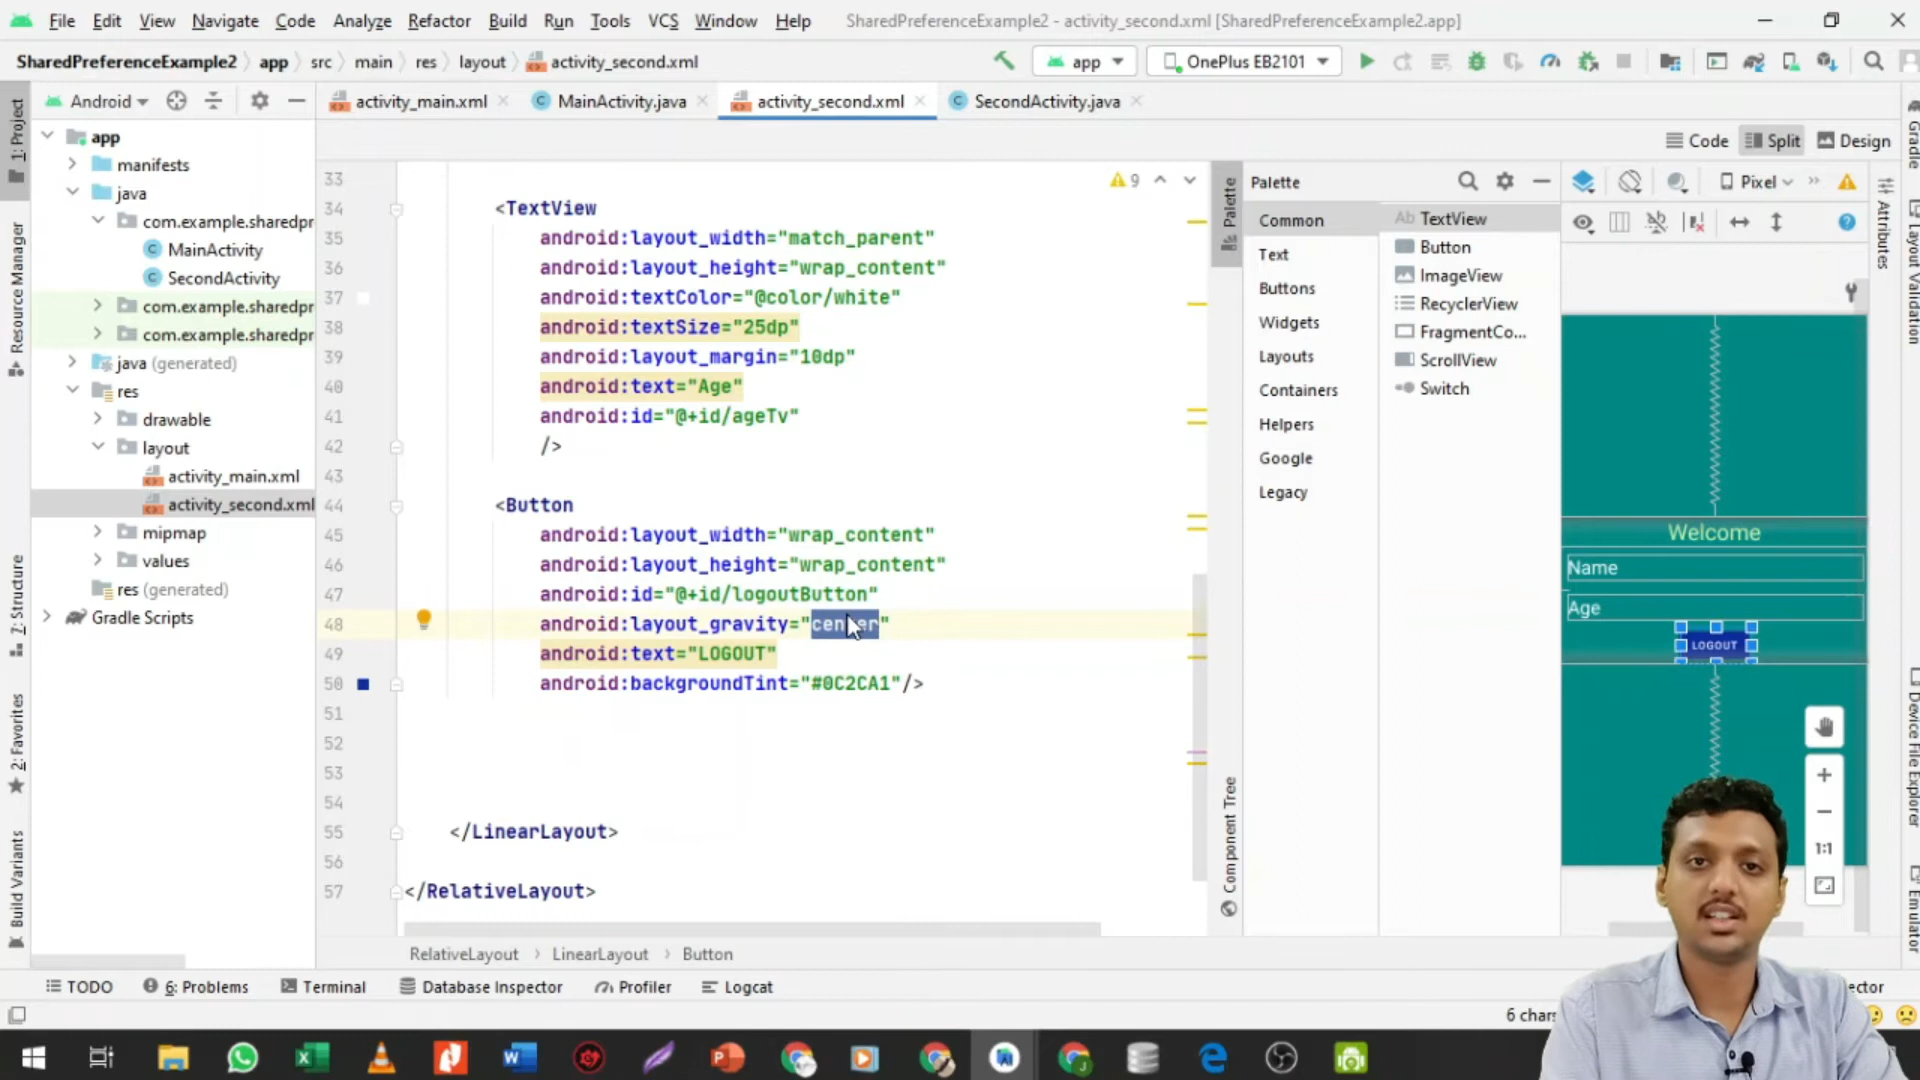 File Edit View Navigate Code Analyze Refactor Build Run Tools VCS Window Help SharedPreferenceExample2 - activity_second.xml [SharedPreferenceExample2.app]
SharedPreferenceExample2 app src main res layout activity_second.xml app OnePlus EB2101
Android activity_main.xml MainActivity.java activity_second.xml SecondActivity.java
Code Split Design
1: Project
Resource Manager
7: Structure
2: Favorites
Build Variants
app
manifests
java
com.example.sharedpr
MainActivity
SecondActivity
com.example.sharedpr
com.example.sharedpr
java (generated)
res
drawable
layout
activity_main.xml
activity_second.xml
mipmap
values
res (generated)
Gradle Scripts
9
33
34 <TextView
35 android:layout_width="match_parent"
36 android:layout_height="wrap_content"
37 android:textColor="@color/white"
38 android:textSize="25dp"
39 android:layout_margin="10dp"
40 android:text="Age"
41 android:id="@+id/ageTv"
42 />
43
44 <Button
45 android:layout_width="wrap_content"
46 android:layout_height="wrap_content"
47 android:id="@+id/logoutButton"
48 android:layout_gravity="center"
49 android:text="LOGOUT"
50 android:backgroundTint="#0C2CA1"/>
51
52
53
54
55 </LinearLayout>
56
57 </RelativeLayout>
RelativeLayout LinearLayout Button
Palette
Component Tree
Palette
Common
Text
Buttons
Widgets
Layouts
Containers
Helpers
Google
Legacy
Ab TextView
Button
ImageView
RecyclerView
FragmentCo...
ScrollView
Switch
Pixel
Welcome
Name
Age
LOGOUT
1:1
Gradle
Attributes
Layout Validation
Device File Explorer
Emulator
TODO 6: Problems Terminal Database Inspector Profiler Logcat ector
6 chars